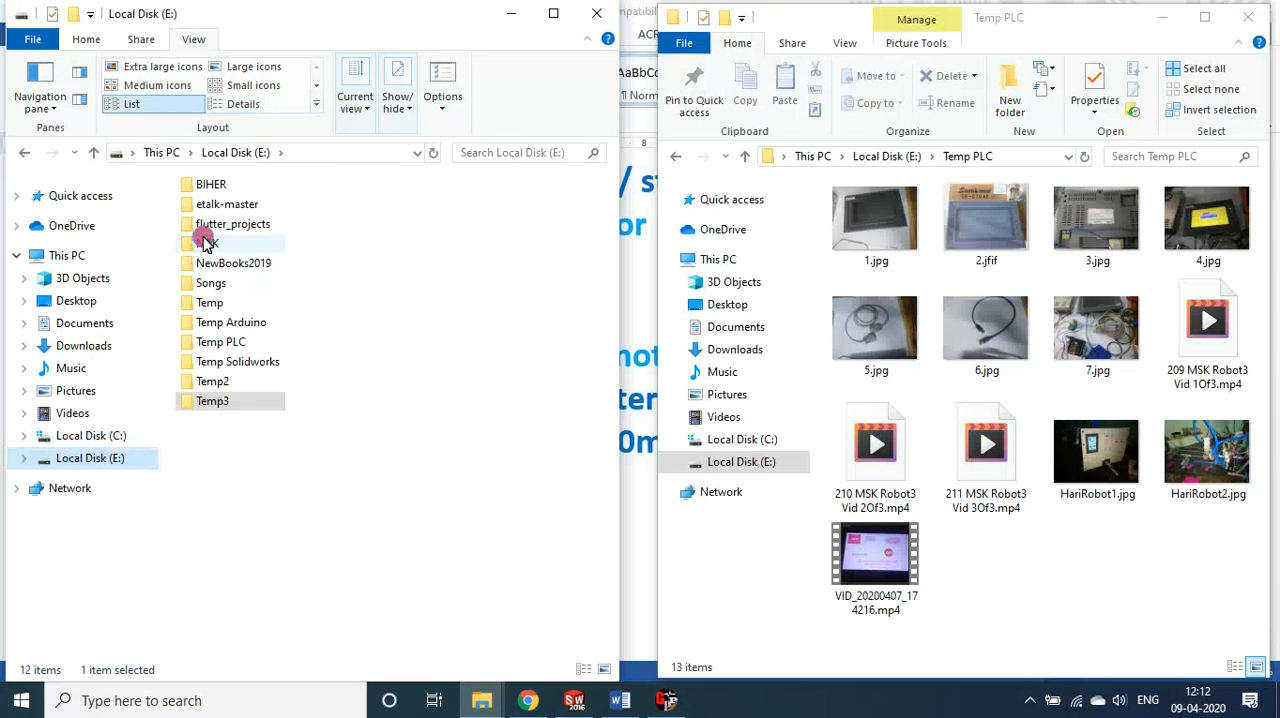 Local Disk (E:)
File Home Share View
Extra large icons Large icons
Medium icons Small icons
List Details
Navigation pane
Current view
Show/ hide
Options
Panes Layout
This PC Local Disk (E:)
Search Local Disk (E:)
Quick access
OneDrive
This PC
3D Objects
Desktop
Documents
Downloads
Music
Pictures
Videos
Local Disk (C:)
Local Disk (E:)
Network
BIHER
etalk-master
flutter_projects
NewBooks2019
Songs
Temp
Temp Arduino
Temp PLC
Temp Solidworks
Temp2
Temp3
12 items 1 item selected
Manage Temp PLC
File Home Share View Picture Tools
Pin to Quick access
Copy
Paste
Move to Delete
Copy to Rename
New folder
Properties
Select all
Select none
Invert selection
Clipboard Organize New Open Select
This PC Local Disk (E:) Temp PLC
Search Temp PLC
Quick access
OneDrive
This PC
3D Objects
Desktop
Documents
Downloads
Music
Pictures
Videos
Local Disk (C:)
Local Disk (E:)
Network
1.jpg 2.jfif 3.jpg 4.jpg
5.jpg 6.jpg 7.jpg
209 MSK Robot3
Vid 1Of3.mp4
210 MSK Robot3
Vid 2Of3.mp4
211 MSK Robot3
Vid 3Of3.mp4
HariRobot1.jpg HariRobot2.jpg
VID_20200407_17
4216.mp4
13 items
Type here to search
ENG
12:12
09-04-2020